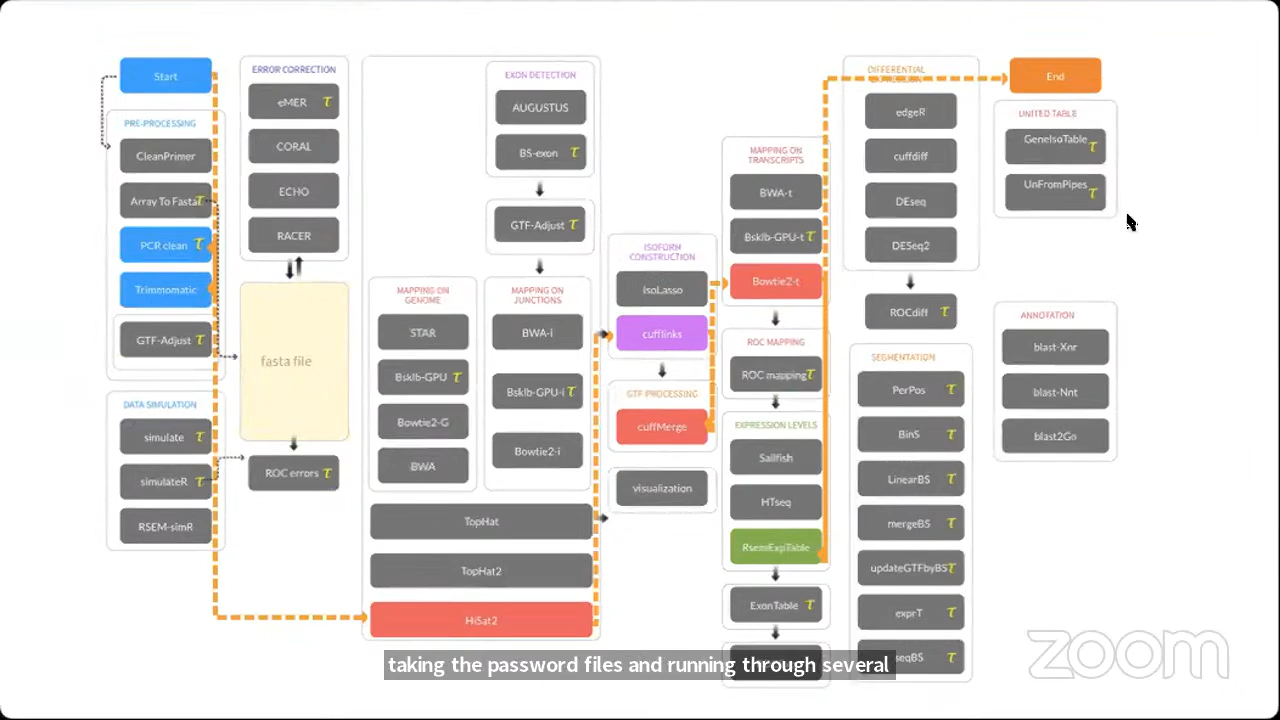 Start
PRE-PROCESSING
CleanPrimer
Array To Fasta τ
PCR clean τ
Trimmomatic
GTF-Adjust τ
DATA SIMULATION
simulate τ
simulateR τ
RSEM-simR
ERROR CORRECTION
eMER τ
CORAL
ECHO
RACER
fasta file
ROC errors τ
EXON DETECTION
AUGUSTUS
BS-exon τ
GTF-Adjust τ
MAPPING ON
GENOME
STAR
Bsklb-GPU τ
Bowtie2-G
BWA
MAPPING ON
JUNCTIONS
BWA-i
Bsklb-GPU-i τ
Bowtie2-i
TopHat
TopHat2
HiSat2
ISOFORM
CONSTRUCTION
IsoLasso
cufflinks
GTF PROCESSING
cuffMerge
visualization
MAPPING ON
TRANSCRIPTS
BWA-t
Bsklb-GPU-t τ
Bowtie2-t
ROC MAPPING
ROC mapping τ
EXPRESSION LEVELS
Sailfish
HTseq
RsemExpTable
ExonTable τ
DIFFERENTIAL
edgeR
cuffdiff
DEseq
DESeq2
ROCdiff τ
SEGMENTATION
PerPos τ
BinS τ
LinearBS τ
mergeBS τ
updateGTFbyBS τ
exprT τ
seqBS τ
End
UNITED TABLE
GeneIsoTable τ
UnFromPipes τ
ANNOTATION
blast-Xnr
blast-Nnt
blast2Go
taking the password files and running through several
zoom